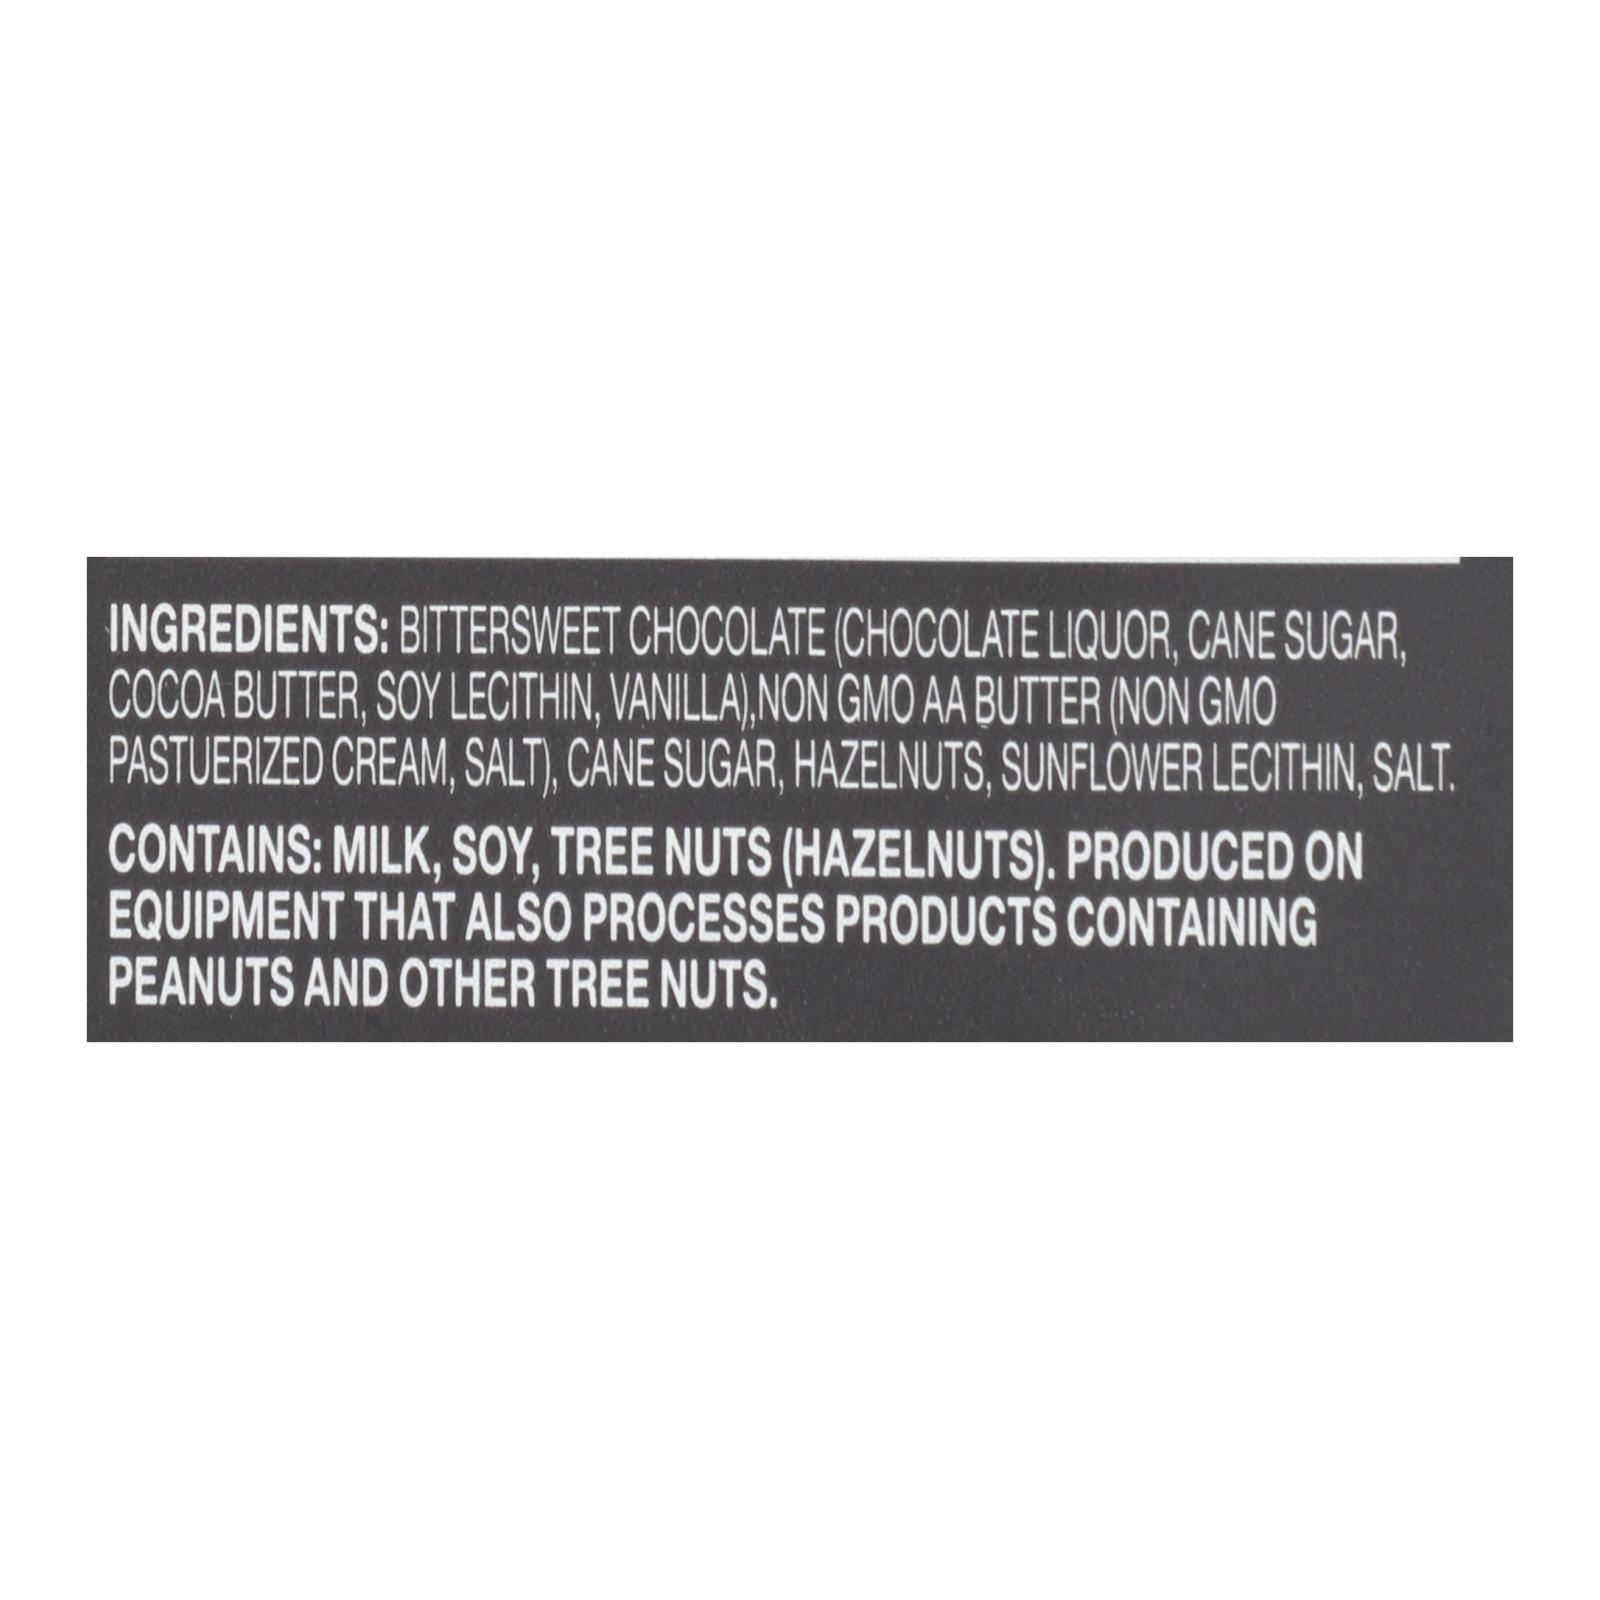 INGREDIENTS: BITTERSWEET CHOCOLATE (CHOCOLATE LIQUOR, CANE SUGAR,
COCOA BUTTER, SOY LECITHIN, VANILLA),NON GMO AA BUTTER (NON GMO
PASTUERIZED CREAM, SALT), CANE SUGAR, HAZELNUTS, SUNFLOWER LECITHIN, SALT.
CONTAINS: MILK, SOY, TREE NUTS (HAZELNUTS). PRODUCED ON
EQUIPMENT THAT ALSO PROCESSES PRODUCTS CONTAINING
PEANUTS AND OTHER TREE NUTS.